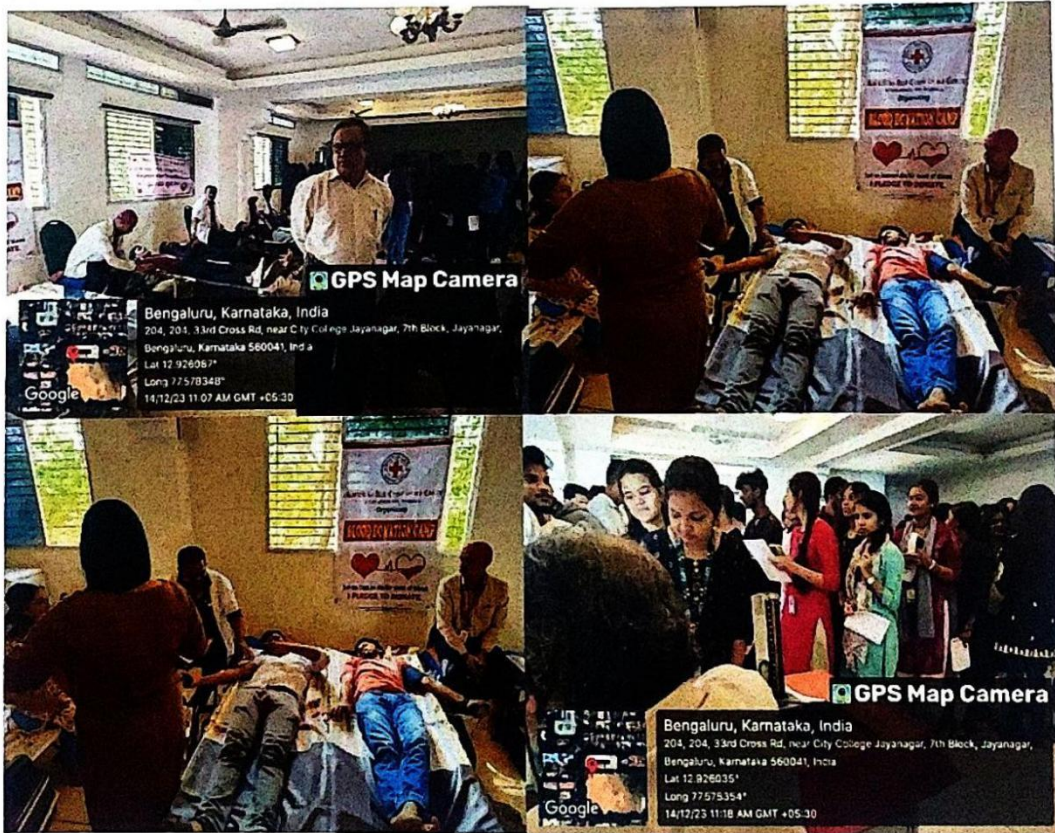 GPS Map Camera
Bengaluru, Karnataka, India
204, 204, 33rd Cross Rd, near City College Jayanagar, 7th Block, Jayanagar,
Bengaluru, Karnataka 560041, India
Lat 12.926087°
Long 77.578348°
14/12/23 11:07 AM GMT +05:30
Google
Organising
BLOOD DONATION CAMP
I PLEDGE TO DONATE.
Organising
BLOOD DONATION CAMP
I PLEDGE TO DONATE.
GPS Map Camera
Bengaluru, Karnataka, India
204, 204, 33rd Cross Rd, near City College Jayanagar, 7th Block, Jayanagar,
Bengaluru, Karnataka 560041, India
Lat 12.926035°
Long 77.575354°
14/12/23 11:18 AM GMT +05:30
Google